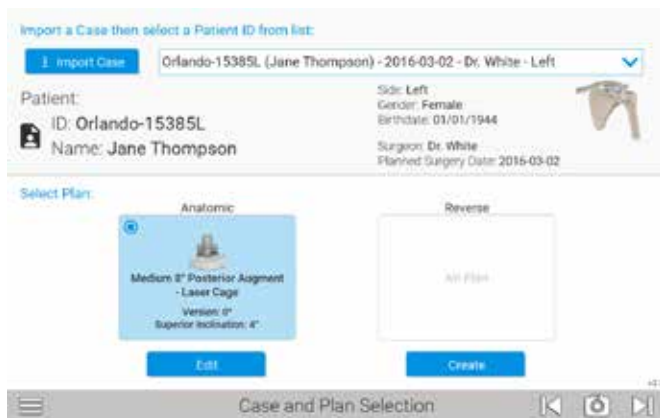 Import a Case then select a Patient ID from list:
Import Case
Orlando-15385L (Jane Thompson) - 2016-03-02 - Dr. White - Left
Patient:
ID: Orlando-15385L
Name: Jane Thompson
Side: Left
Gender: Female
Birthdate: 01/01/1944
Surgeon: Dr. White
Planned Surgery Date: 2016-03-02
Select Plan:
Anatomic
Medium 8° Posterior Augment
- Laser Cage
Version: 0°
Superior Inclination: 4°
Edit
Reverse
No Plan
Create
Case and Plan Selection